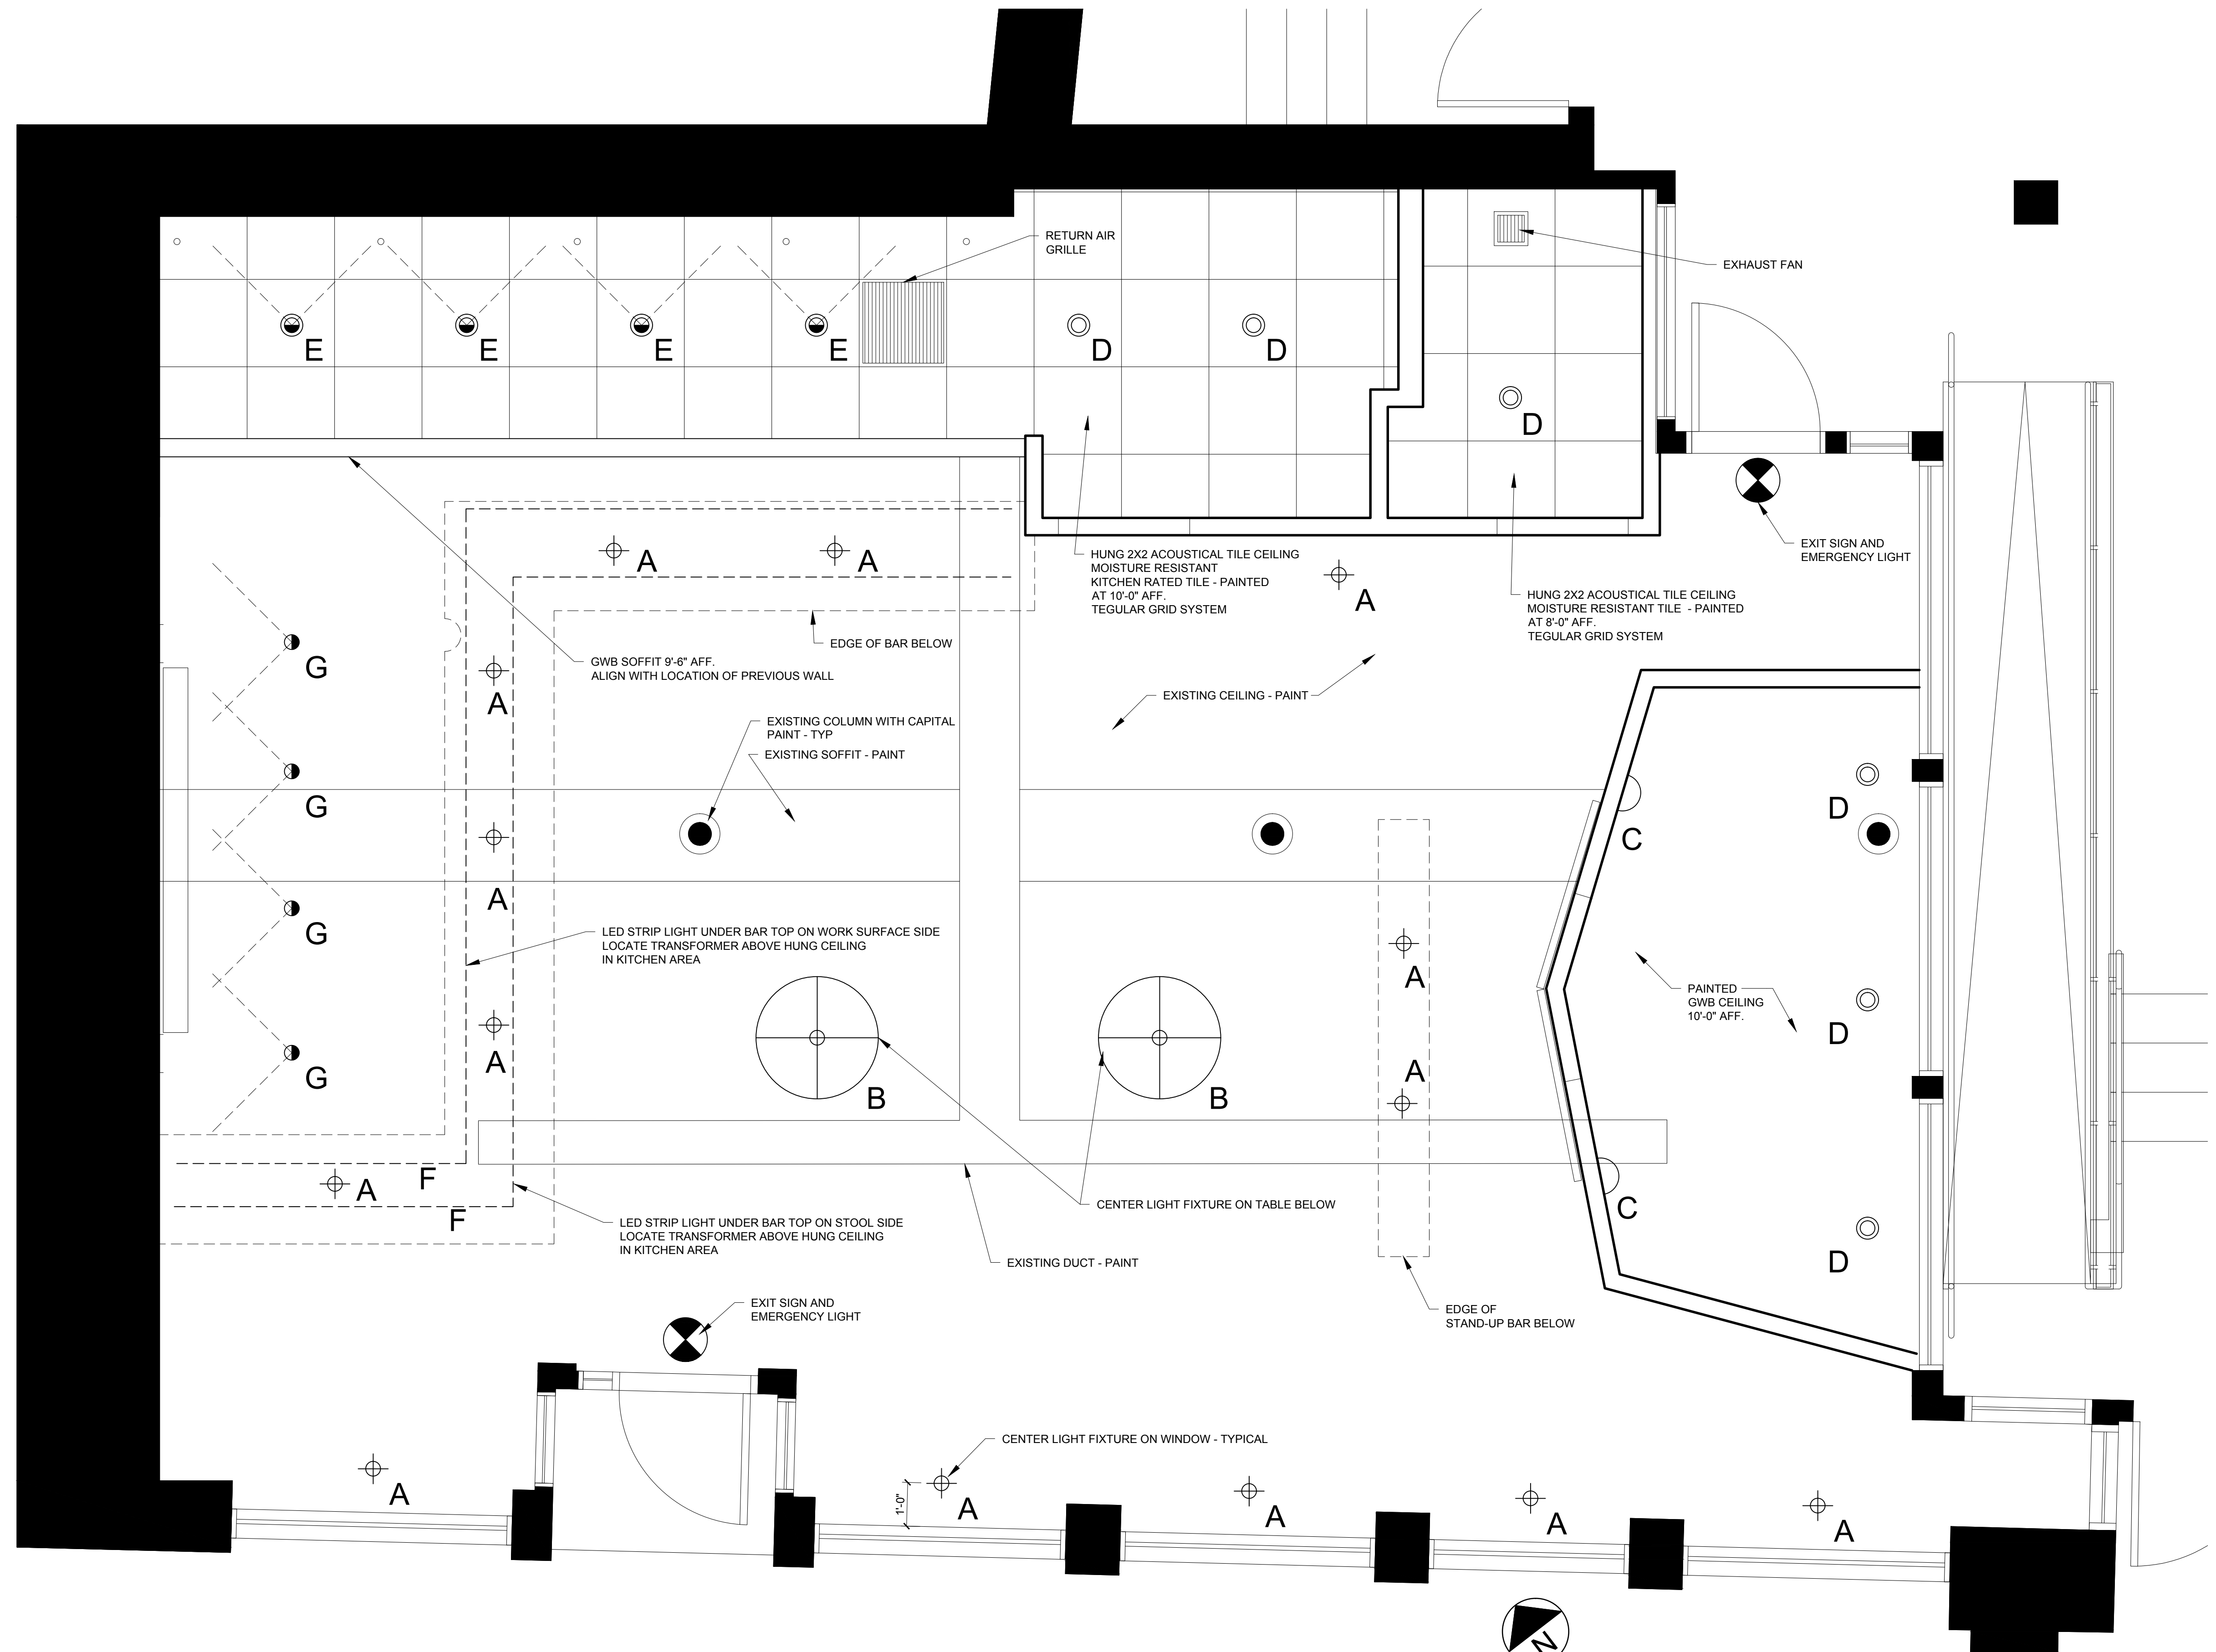 RETURN AIR
GRILLE
EXHAUST FAN
E
E
E
E
D
D
D
EXIT SIGN AND
EMERGENCY LIGHT
A
A
HUNG 2X2 ACOUSTICAL TILE CEILING
MOISTURE RESISTANT
KITCHEN RATED TILE - PAINTED
AT 10'-0" AFF.
TEGULAR GRID SYSTEM
A
HUNG 2X2 ACOUSTICAL TILE CEILING
MOISTURE RESISTANT TILE - PAINTED
AT 8'-0" AFF.
TEGULAR GRID SYSTEM
EDGE OF BAR BELOW
G
GWB SOFFIT 9'-6" AFF.
ALIGN WITH LOCATION OF PREVIOUS WALL
A
EXISTING CEILING - PAINT
EXISTING COLUMN WITH CAPITAL
PAINT - TYP
EXISTING SOFFIT - PAINT
G
D
C
A
G
LED STRIP LIGHT UNDER BAR TOP ON WORK SURFACE SIDE
LOCATE TRANSFORMER ABOVE HUNG CEILING
IN KITCHEN AREA
A
PAINTED
GWB CEILING
10'-0" AFF.
D
A
G
A
B
B
A
F
F
C
CENTER LIGHT FIXTURE ON TABLE BELOW
LED STRIP LIGHT UNDER BAR TOP ON STOOL SIDE
LOCATE TRANSFORMER ABOVE HUNG CEILING
IN KITCHEN AREA
EXISTING DUCT - PAINT
D
EXIT SIGN AND
EMERGENCY LIGHT
EDGE OF
STAND-UP BAR BELOW
CENTER LIGHT FIXTURE ON WINDOW - TYPICAL
1'-0"
A
A
A
A
A
N